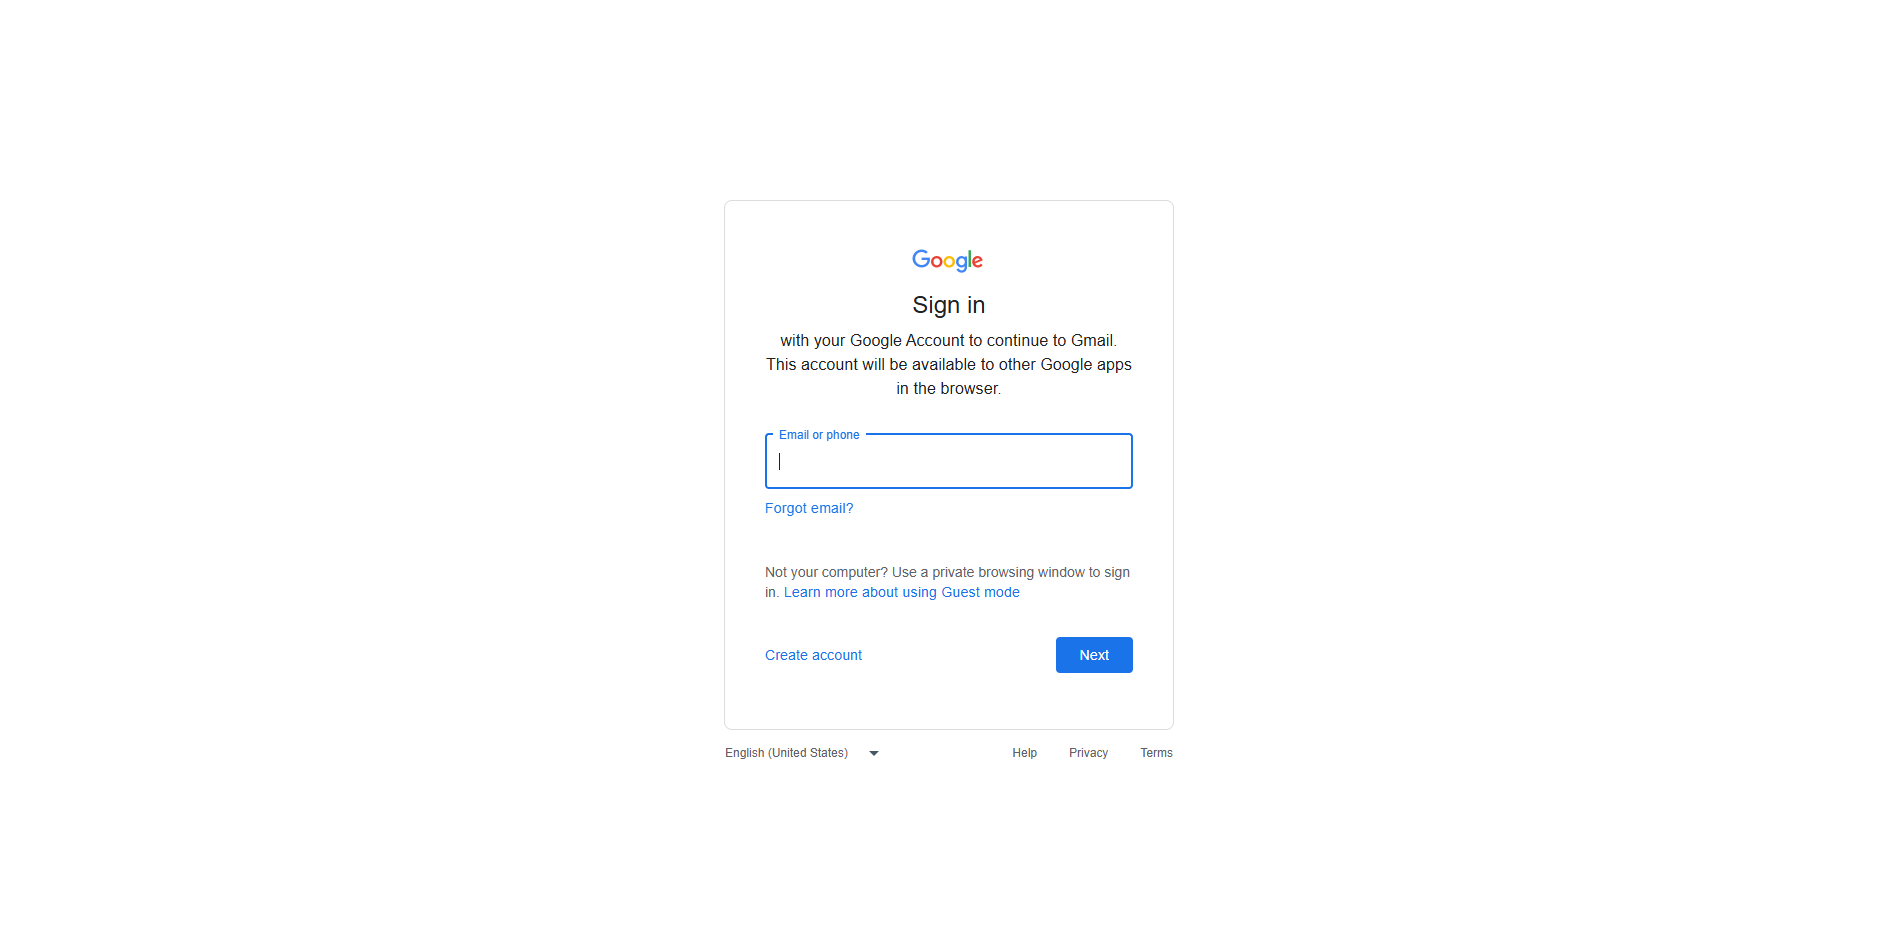 Google
Sign in
with your Google Account to continue to Gmail.
This account will be available to other Google apps
in the browser.
Email or phone
Forgot email?
Not your computer? Use a private browsing window to sign
in. Learn more about using Guest mode
Create account
Next
English (United States)
Help
Privacy
Terms